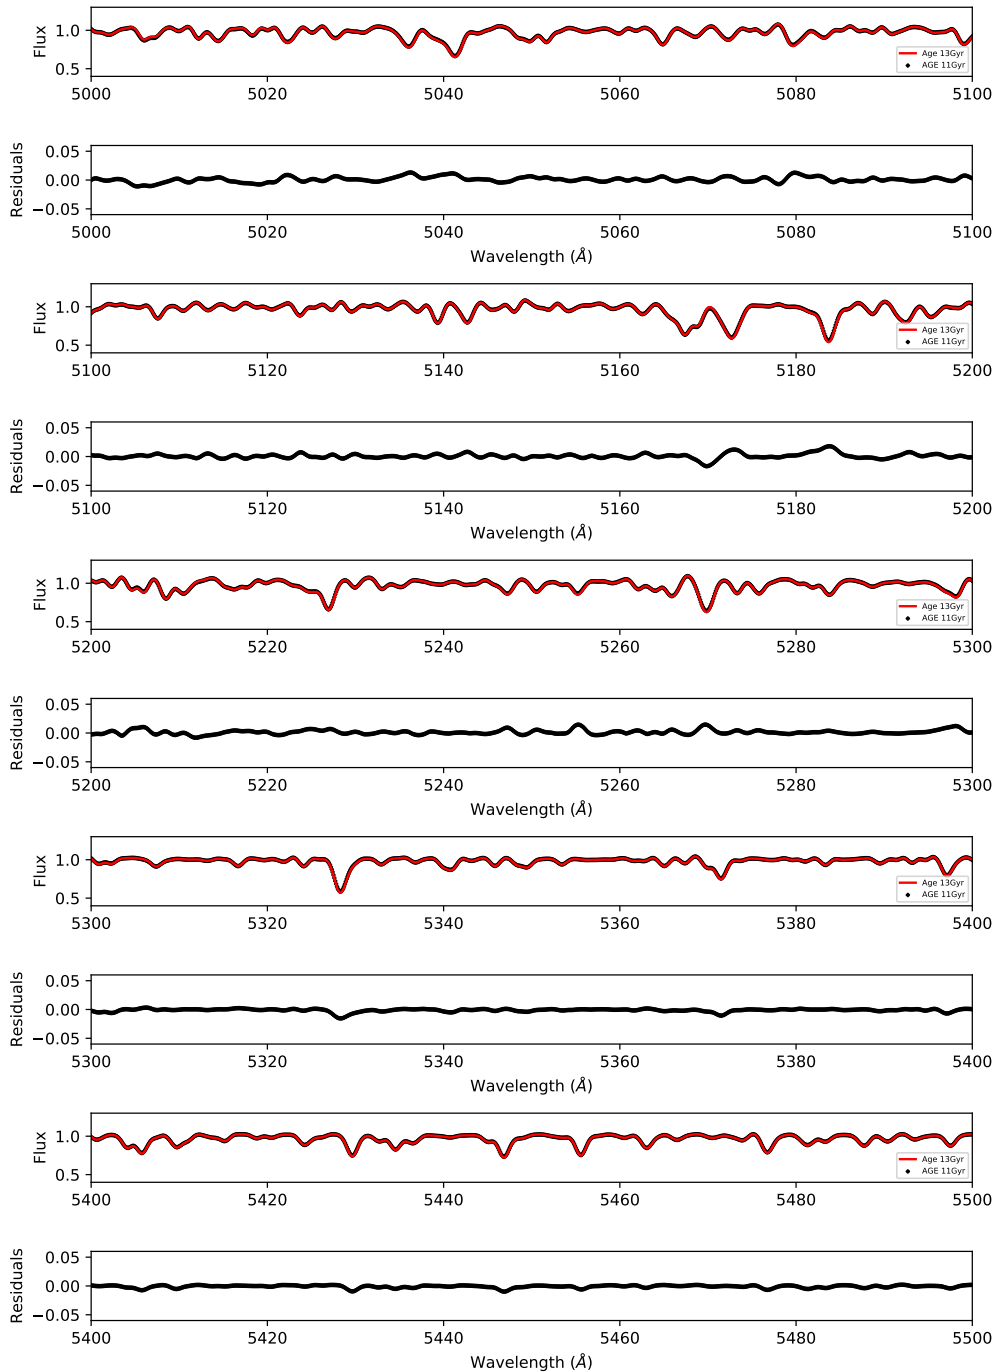 Flux
1.0
0.5
Age 13Gyr
AGE 11Gyr
5000 5020 5040 5060 5080 5100
Residuals
0.05
0.00
−0.05
5000 5020 5040 5060 5080 5100
Wavelength (Å)
Flux
1.0
0.5
Age 13Gyr
AGE 11Gyr
5100 5120 5140 5160 5180 5200
Residuals
0.05
0.00
−0.05
5100 5120 5140 5160 5180 5200
Wavelength (Å)
Flux
1.0
0.5
Age 13Gyr
AGE 11Gyr
5200 5220 5240 5260 5280 5300
Residuals
0.05
0.00
−0.05
5200 5220 5240 5260 5280 5300
Wavelength (Å)
Flux
1.0
0.5
Age 13Gyr
AGE 11Gyr
5300 5320 5340 5360 5380 5400
Residuals
0.05
0.00
−0.05
5300 5320 5340 5360 5380 5400
Wavelength (Å)
Flux
1.0
0.5
Age 13Gyr
AGE 11Gyr
5400 5420 5440 5460 5480 5500
Residuals
0.05
0.00
−0.05
5400 5420 5440 5460 5480 5500
Wavelength (Å)